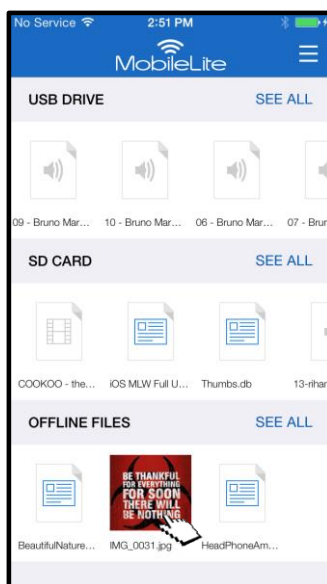 No Service 2:51 PM
MobileLite
USB DRIVE SEE ALL
09 - Bruno Mar... 10 - Bruno Mar... 06 - Bruno Mar... 07 - Brun
SD CARD SEE ALL
COOKOO - the... iOS MLW Full U... Thumbs.db 13-rihar
OFFLINE FILES SEE ALL
BE THANKFUL
FOR EVERYTHING
FOR SOON
THERE WILL
BE NOTHING
BeautifulNature... IMG_0031.jpg HeadPhoneAm...